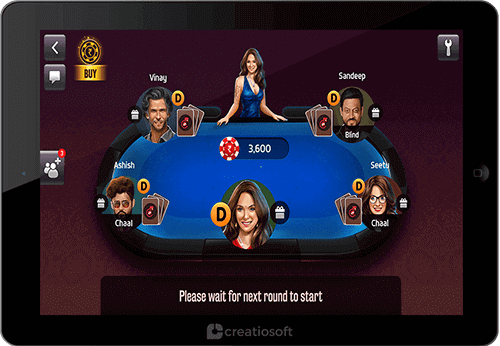 BUY
3
Vinay
Sandeep
D
D
Blind
3,600
Ashish
Seetu
D
D
D
Chaal
Chaal
Please wait for next round to start
creatiosoft